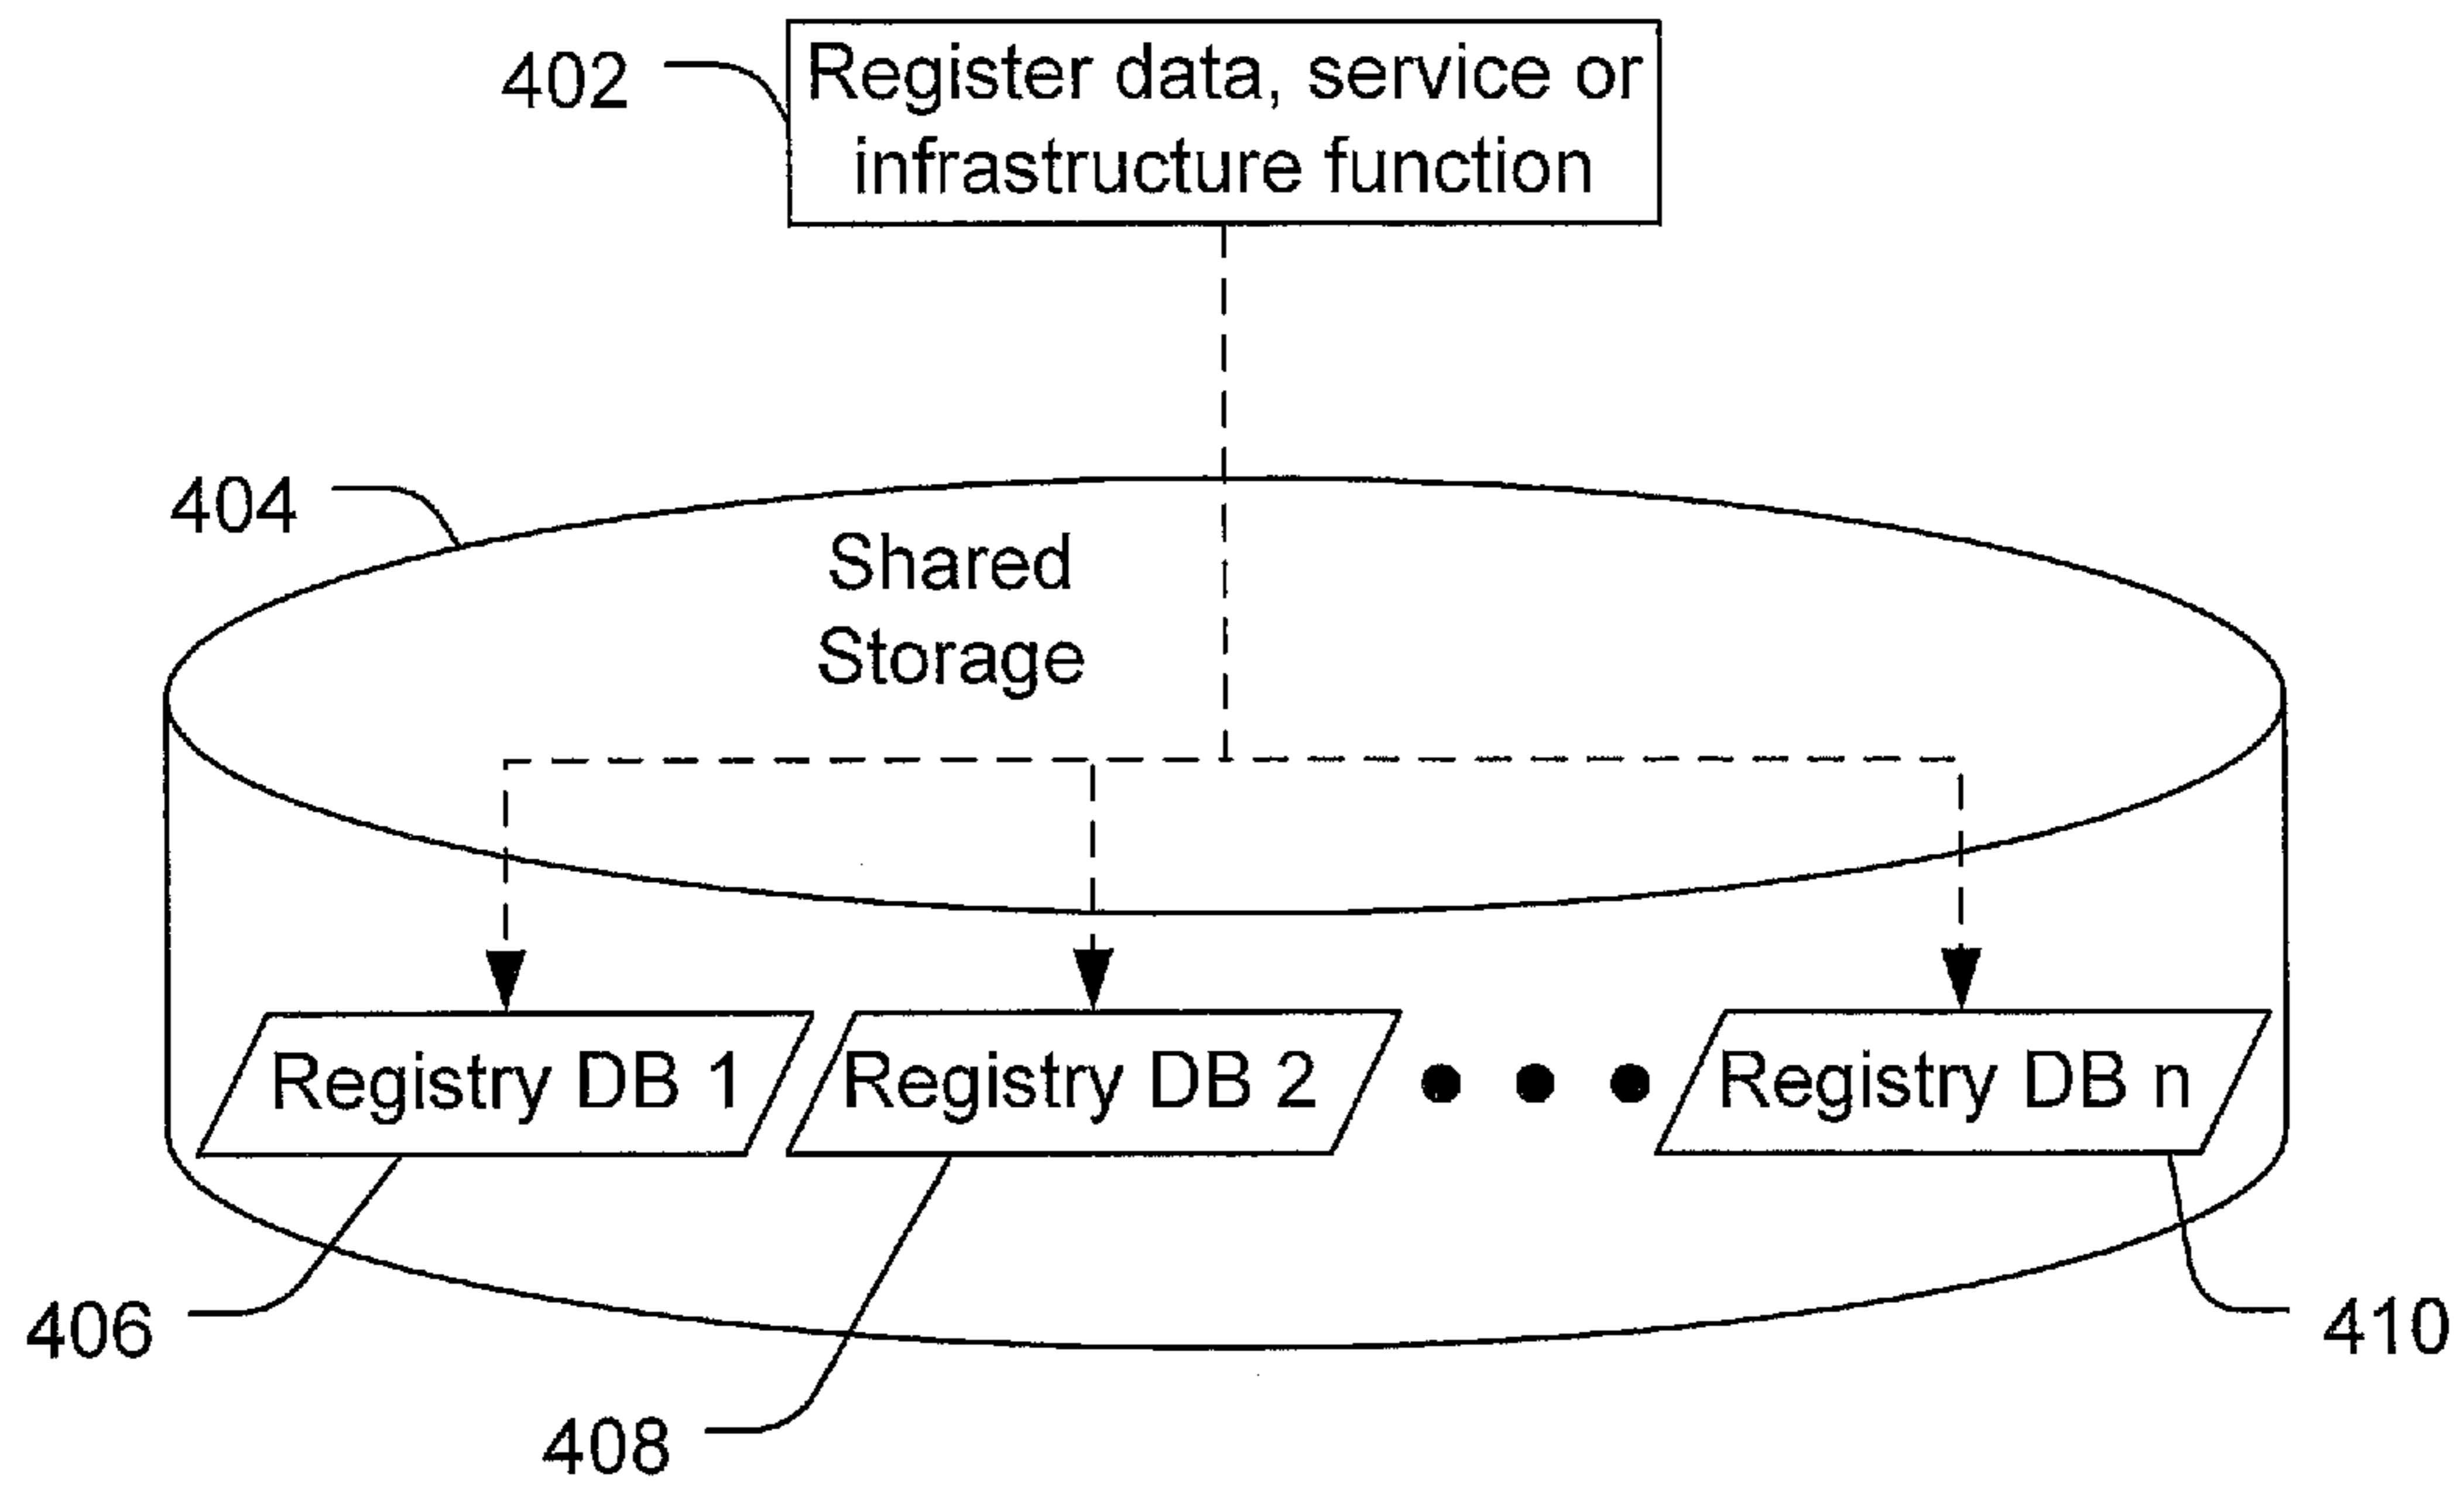 402
Register data, service or
infrastructure function
404
Shared
Storage
Registry DB 1
Registry DB 2
Registry DB n
406
410
408